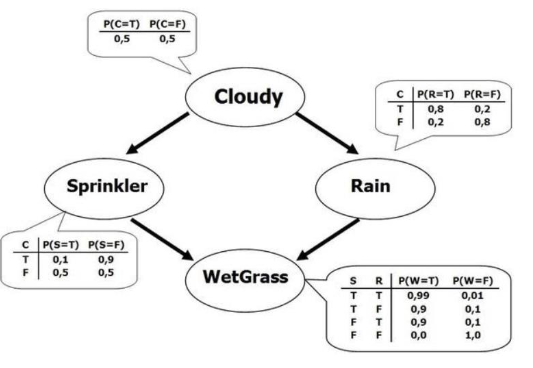 P(C=T) P(C=F)
0,5 0,5
Cloudy
C P(R=T) P(R=F)
T 0,8 0,2
F 0,2 0,8
Sprinkler
Rain
C P(S=T) P(S=F)
T 0,1 0,9
F 0,5 0,5
WetGrass
S R P(W=T) P(W=F)
T T 0,99 0,01
T F 0,9 0,1
F T 0,9 0,1
F F 0,0 1,0